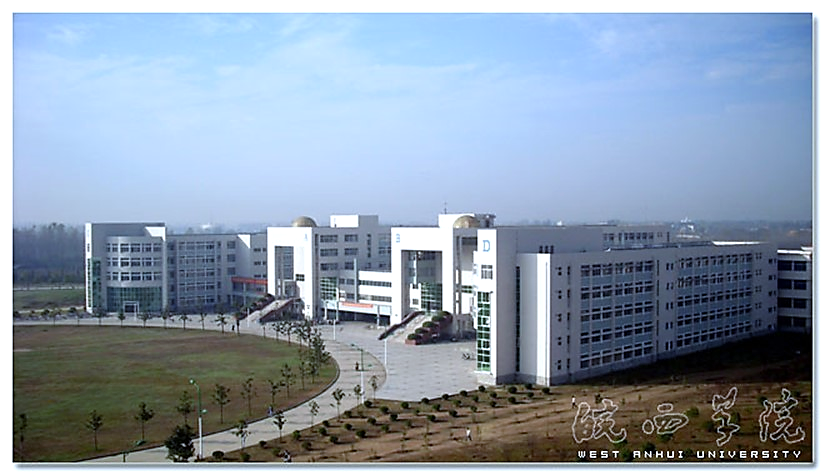 B
D
皖西学院
WEST ANHUI UNIVERSITY